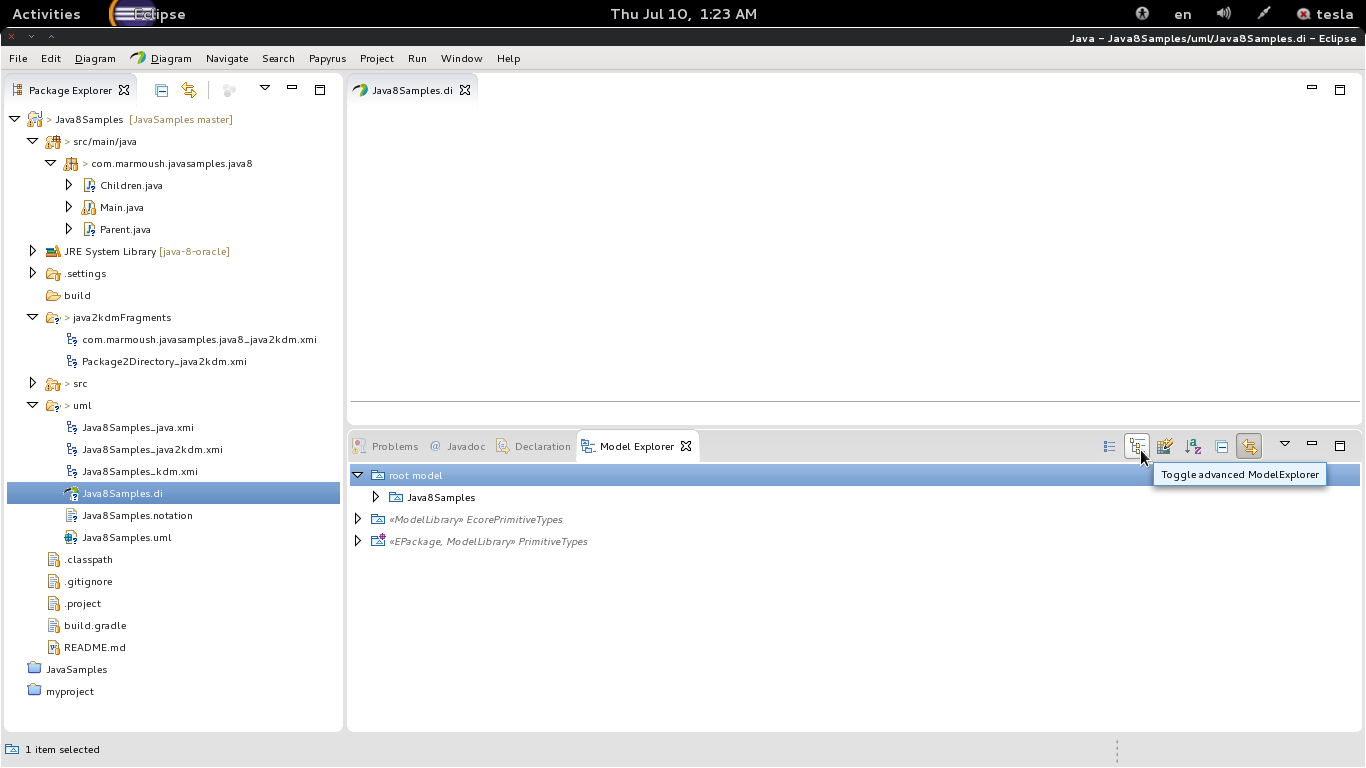 Activities Eclipse Thu Jul 10, 1:23 AM en tesla
Java – Java8Samples/uml/Java8Samples.di – Eclipse
File Edit Diagram Diagram Navigate Search Papyrus Project Run Window Help
Package Explorer
Java8Samples.di
> Java8Samples [JavaSamples master]
> src/main/java
> com.marmoush.javasamples.java8
Children.java
Main.java
Parent.java
JRE System Library [java-8-oracle]
.settings
build
> java2kdmFragments
com.marmoush.javasamples.java8_java2kdm.xmi
Package2Directory_java2kdm.xmi
> src
> uml
Java8Samples_java.xmi
Java8Samples_java2kdm.xmi
Java8Samples_kdm.xmi
Java8Samples.di
Java8Samples.notation
Java8Samples.uml
.classpath
.gitignore
.project
build.gradle
README.md
JavaSamples
myproject
Problems @ Javadoc Declaration Model Explorer
root model
Toggle advanced ModelExplorer
Java8Samples
«ModelLibrary» EcorePrimitiveTypes
«EPackage, ModelLibrary» PrimitiveTypes
1 item selected